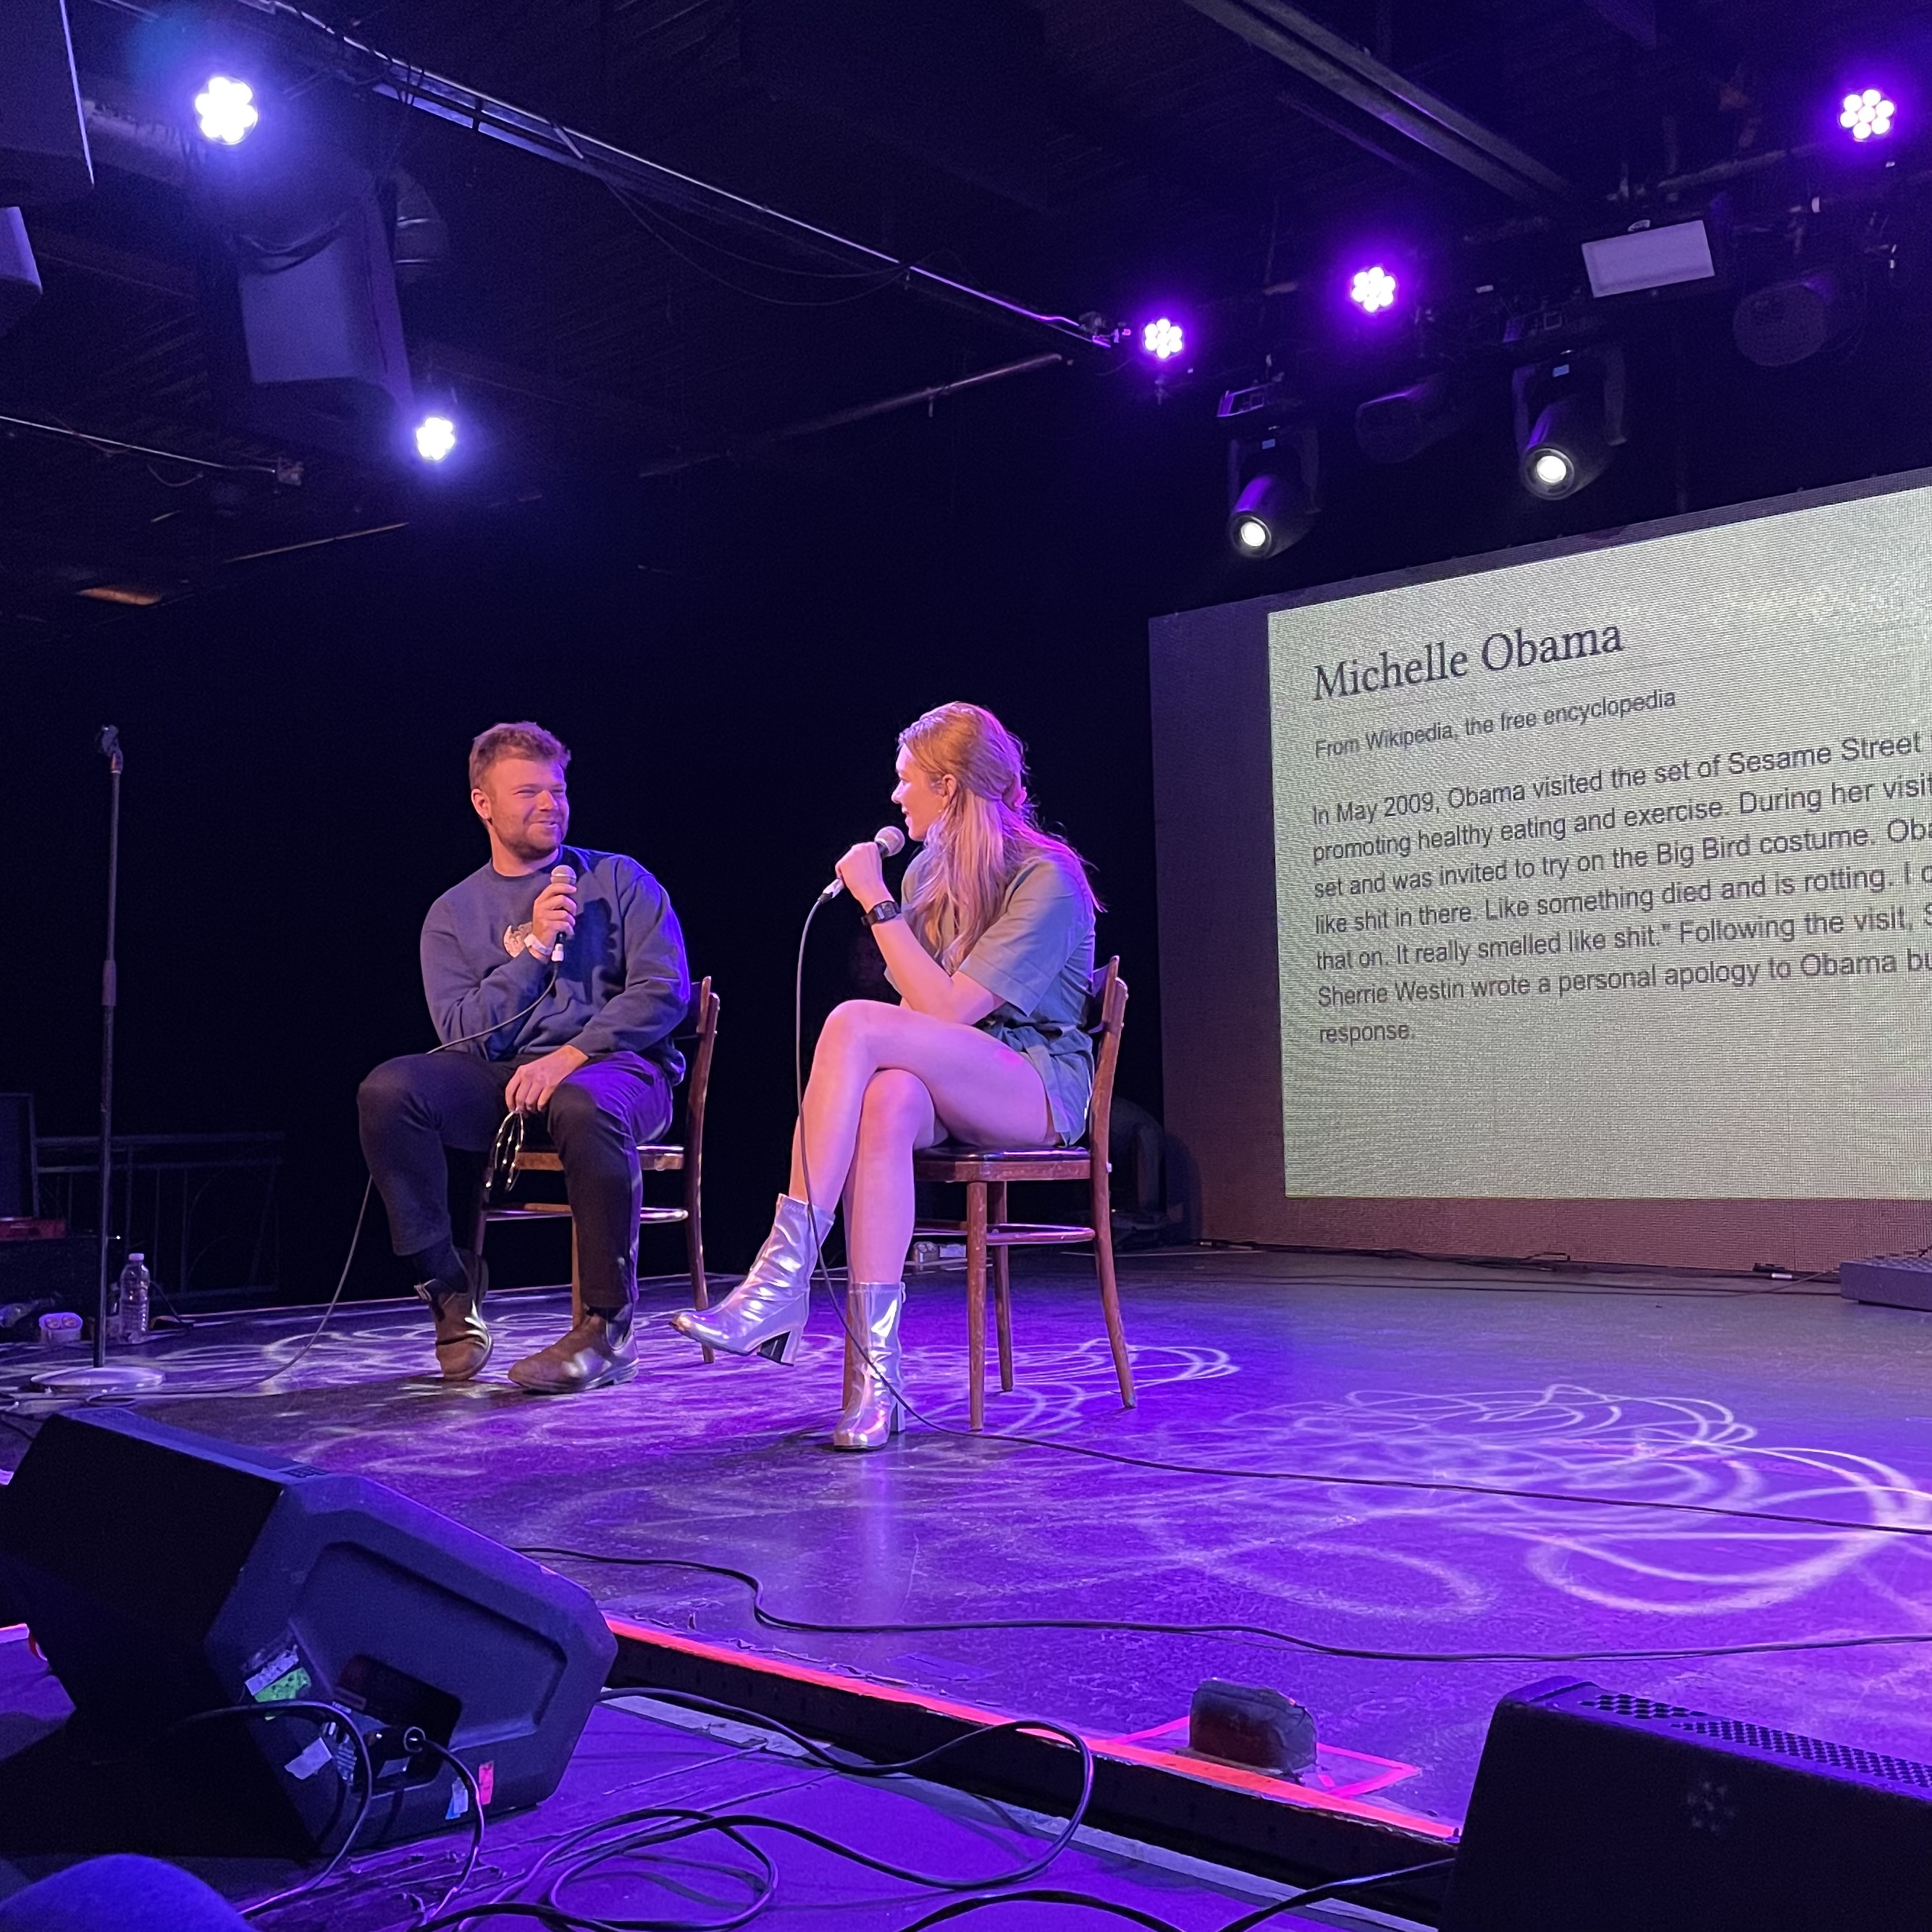 Michelle Obama
From Wikipedia, the free encyclopedia
In May 2009, Obama visited the set of Sesame Street
promoting healthy eating and exercise. During her visit
set and was invited to try on the Big Bird costume.
like shit in there. Like something died and is rotting. I
that on. It really smelled like shit." Following the visit,
Sherrie Westin wrote a personal apology to Obama
response.